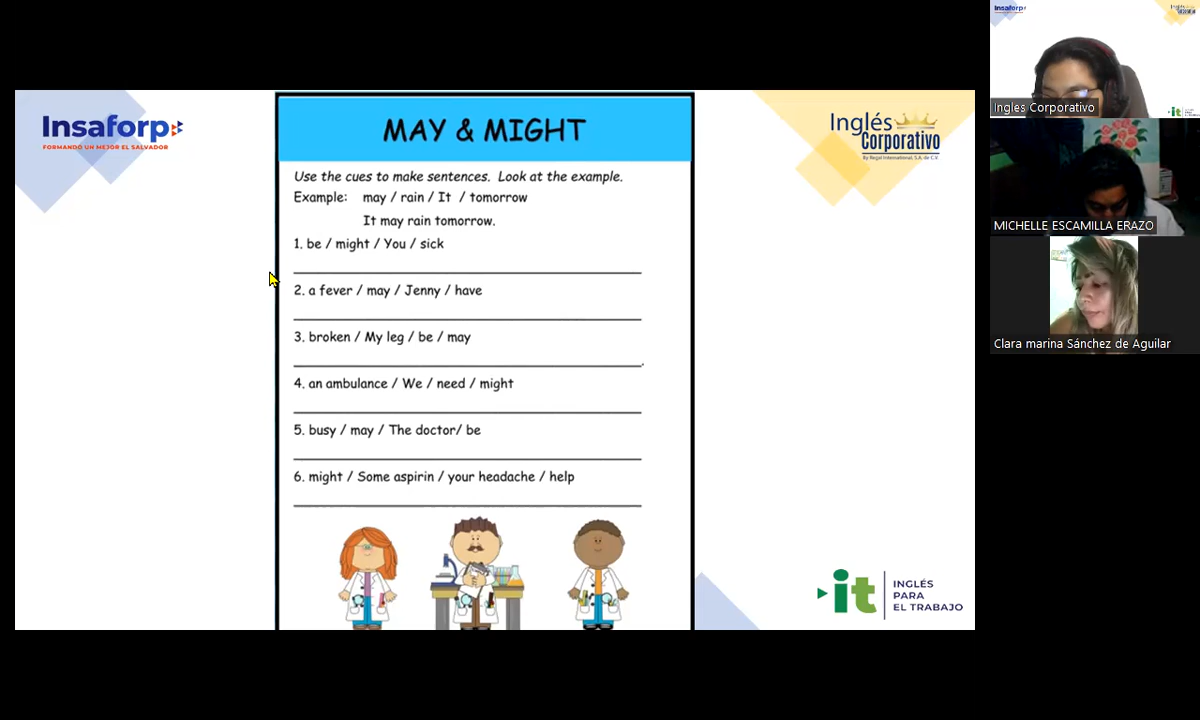 Insaforp
FORMANDO UN MEJOR EL SALVADOR
MAY & MIGHT
Inglés
Corporativo
By Regal International, S.A. de C.V.
Use the cues to make sentences. Look at the example.
Example: may / rain / It / tomorrow
It may rain tomorrow.
1. be / might / You / sick
2. a fever / may / Jenny / have
3. broken / My leg / be / may
4. an ambulance / We / need / might
5. busy / may / The doctor/ be
6. might / Some aspirin / your headache / help
it
INGLÉS
PARA
EL TRABAJO
Insaforp
Ingles Corporativo
it
MICHELLE ESCAMILLA ERAZO
Clara marina Sánchez de Aguilar